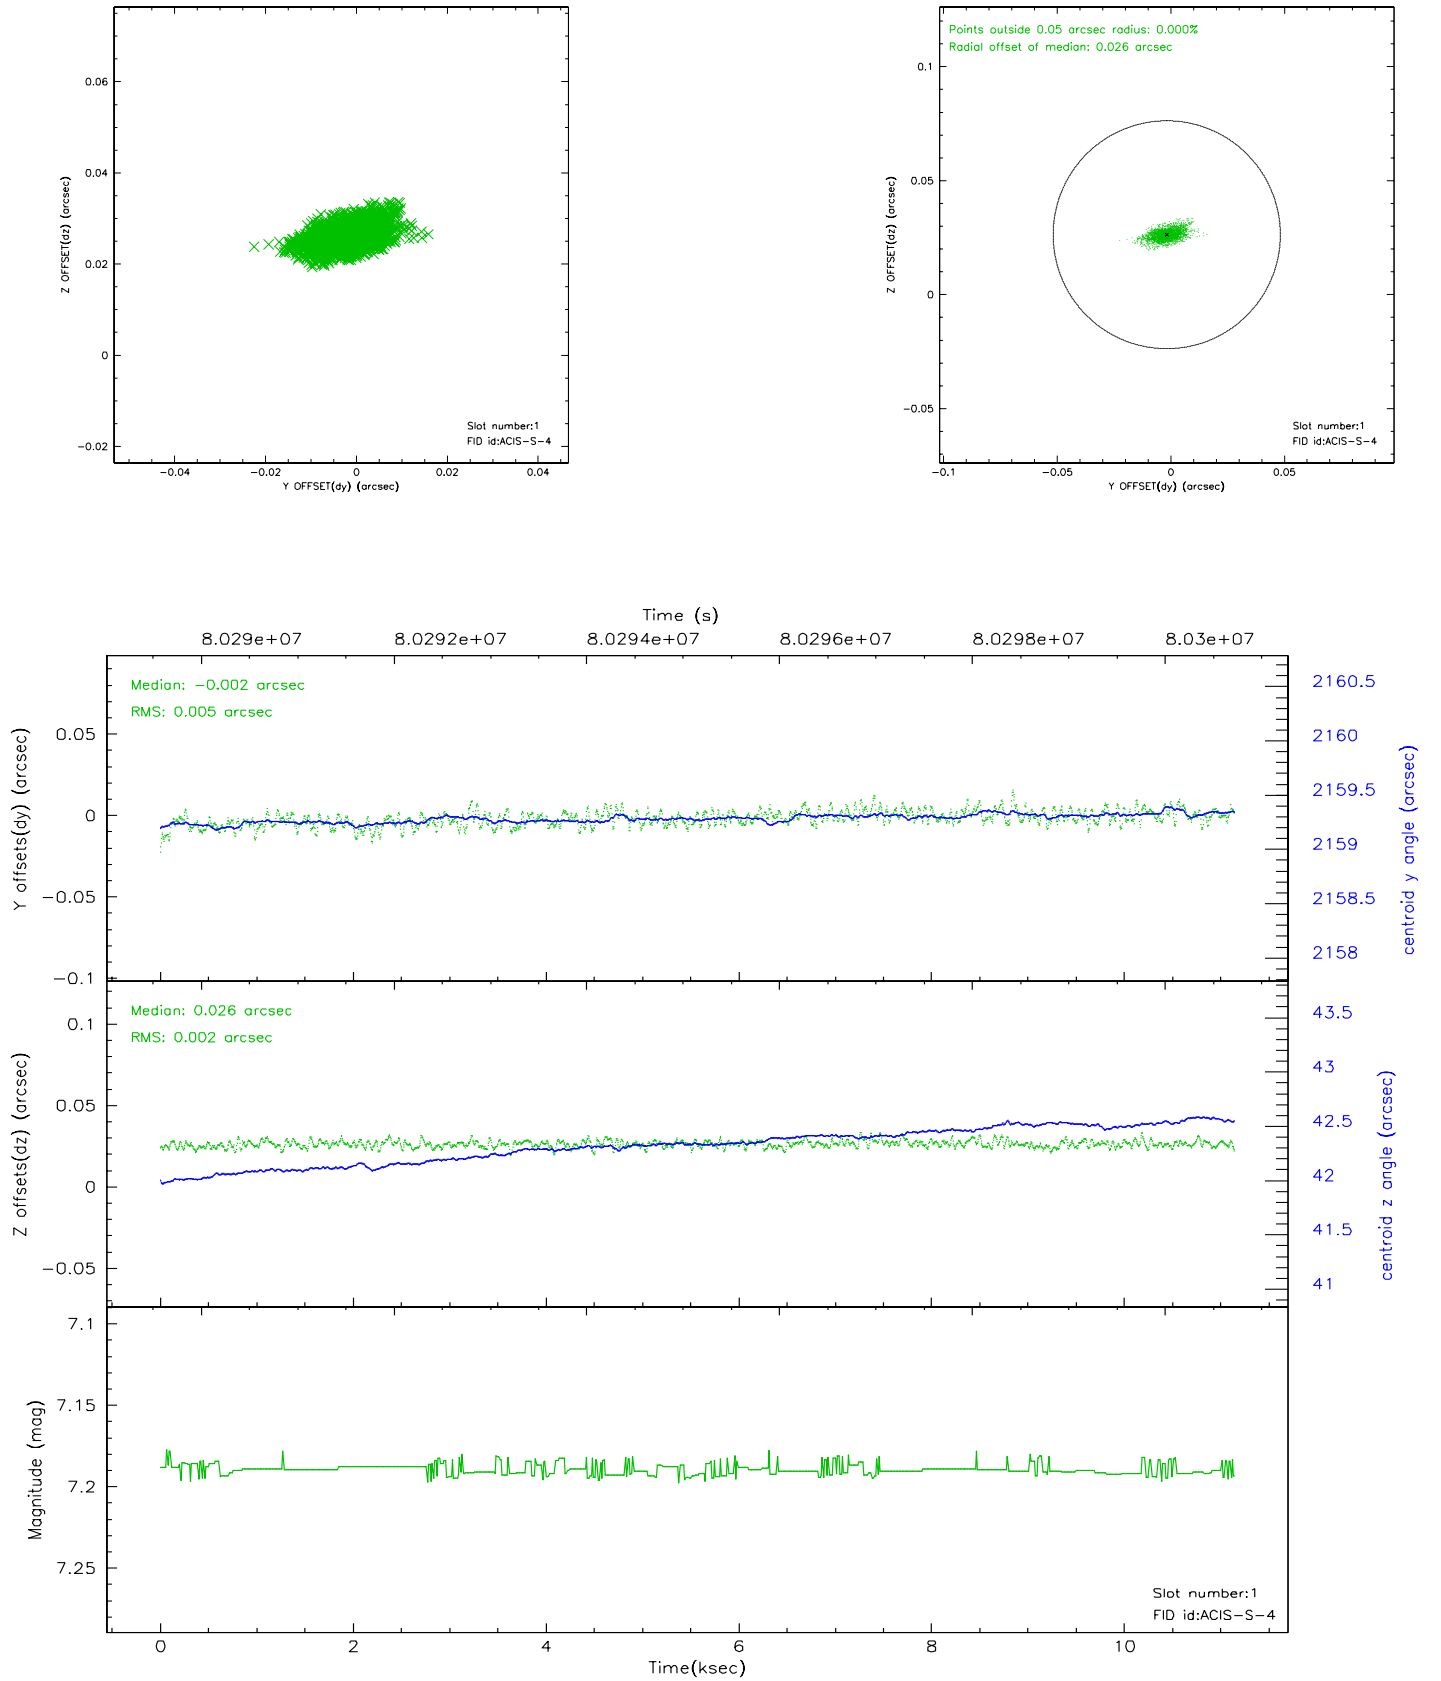 0.06
0.04
0.02
0
−0.02
Z OFFSET(dz) (arcsec)
−0.04
−0.02
0
0.02
0.04
Y OFFSET(dy) (arcsec)
Slot number:1
FID id:ACIS−S−4
Points outside 0.05 arcsec radius: 0.000%
Radial offset of median: 0.026 arcsec
0.1
0.05
0
−0.05
Z OFFSET(dz) (arcsec)
−0.1
−0.05
0
0.05
Y OFFSET(dy) (arcsec)
Slot number:1
FID id:ACIS−S−4
Time (s)
8.029e+07
8.0292e+07
8.0294e+07
8.0296e+07
8.0298e+07
8.03e+07
Median: −0.002 arcsec
RMS: 0.005 arcsec
0.05
0
−0.05
−0.1
Y offsets(dy) (arcsec)
2160.5
2160
2159.5
2159
2158.5
2158
centroid y angle (arcsec)
Median: 0.026 arcsec
RMS: 0.002 arcsec
0.1
0.05
0
−0.05
Z offsets(dz) (arcsec)
43.5
43
42.5
42
41.5
41
centroid z angle (arcsec)
7.1
7.15
7.2
7.25
Magnitude (mag)
Slot number:1
FID id:ACIS−S−4
0
2
4
6
8
10
Time(ksec)